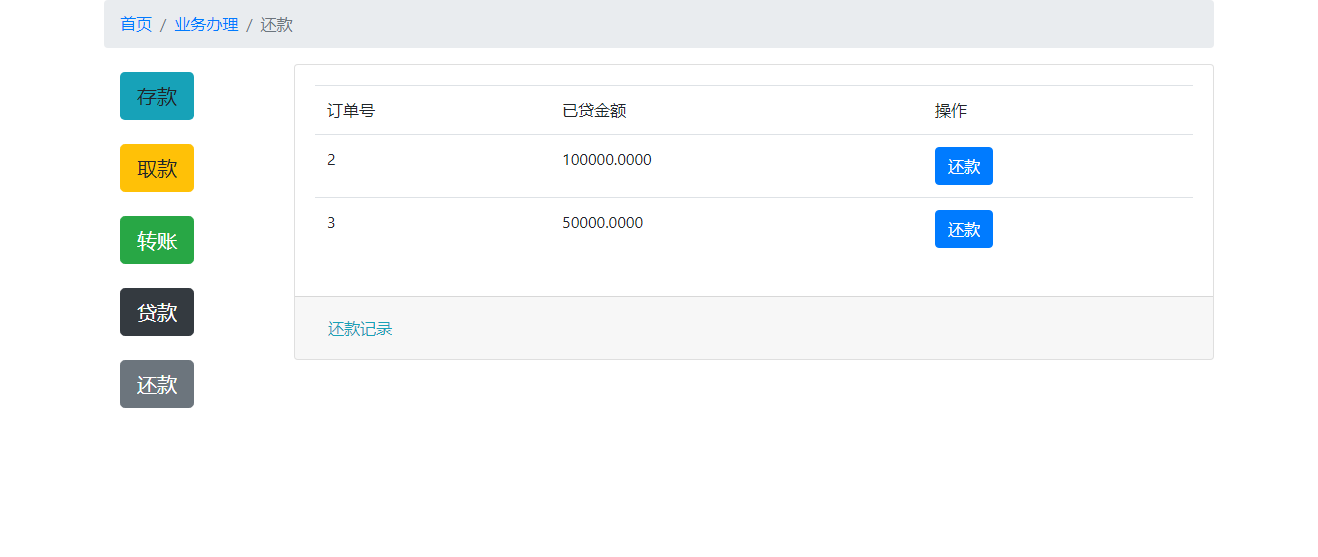 首页 / 业务办理 / 还款
存款
取款
转账
贷款
还款
订单号 已贷金额 操作
2 100000.0000 还款
3 50000.0000 还款
还款记录